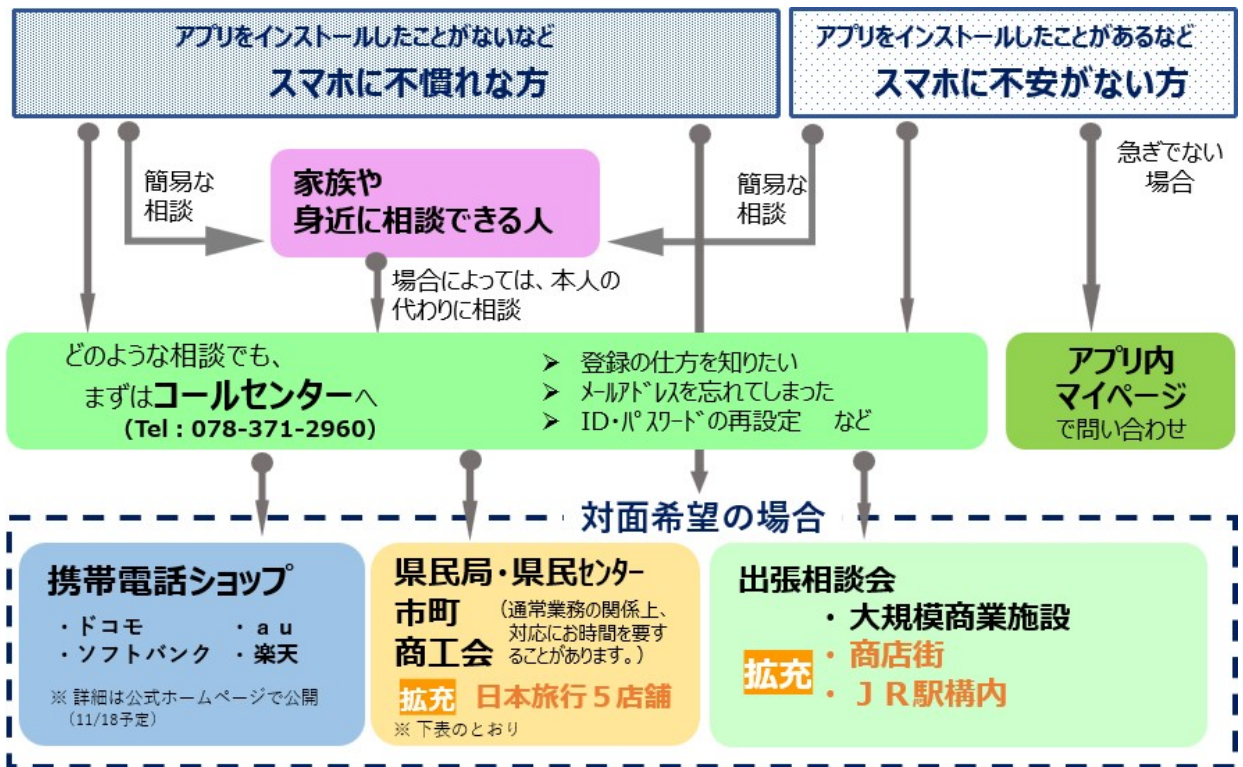 アプリをインストールしたことがないなど
スマホに不慣れな方
アプリをインストールしたことがあるなど
スマホに不安がない方
簡易な
相談
家族や
身近に相談できる人
簡易な
相談
急ぎでない
場合
場合によっては、本人の
代わりに相談
どのような相談でも、
まずはコールセンターへ
(Tel：078-371-2960)
➢ 登録の仕方を知りたい
➢ メールアドレスを忘れてしまった
➢ ID・パスワードの再設定　など
アプリ内
マイページ
で問い合わせ
対面希望の場合
携帯電話ショップ
・ドコモ　・ａｕ
・ソフトバンク　・楽天
※ 詳細は公式ホームページで公開
（11/18予定）
県民局・県民センター
市町
商工会
（通常業務の関係上、
対応にお時間を要す
ることがあります。）
拡充　日本旅行５店舗
※ 下表のとおり
出張相談会
・大規模商業施設
拡充
・商店街
・ＪＲ駅構内